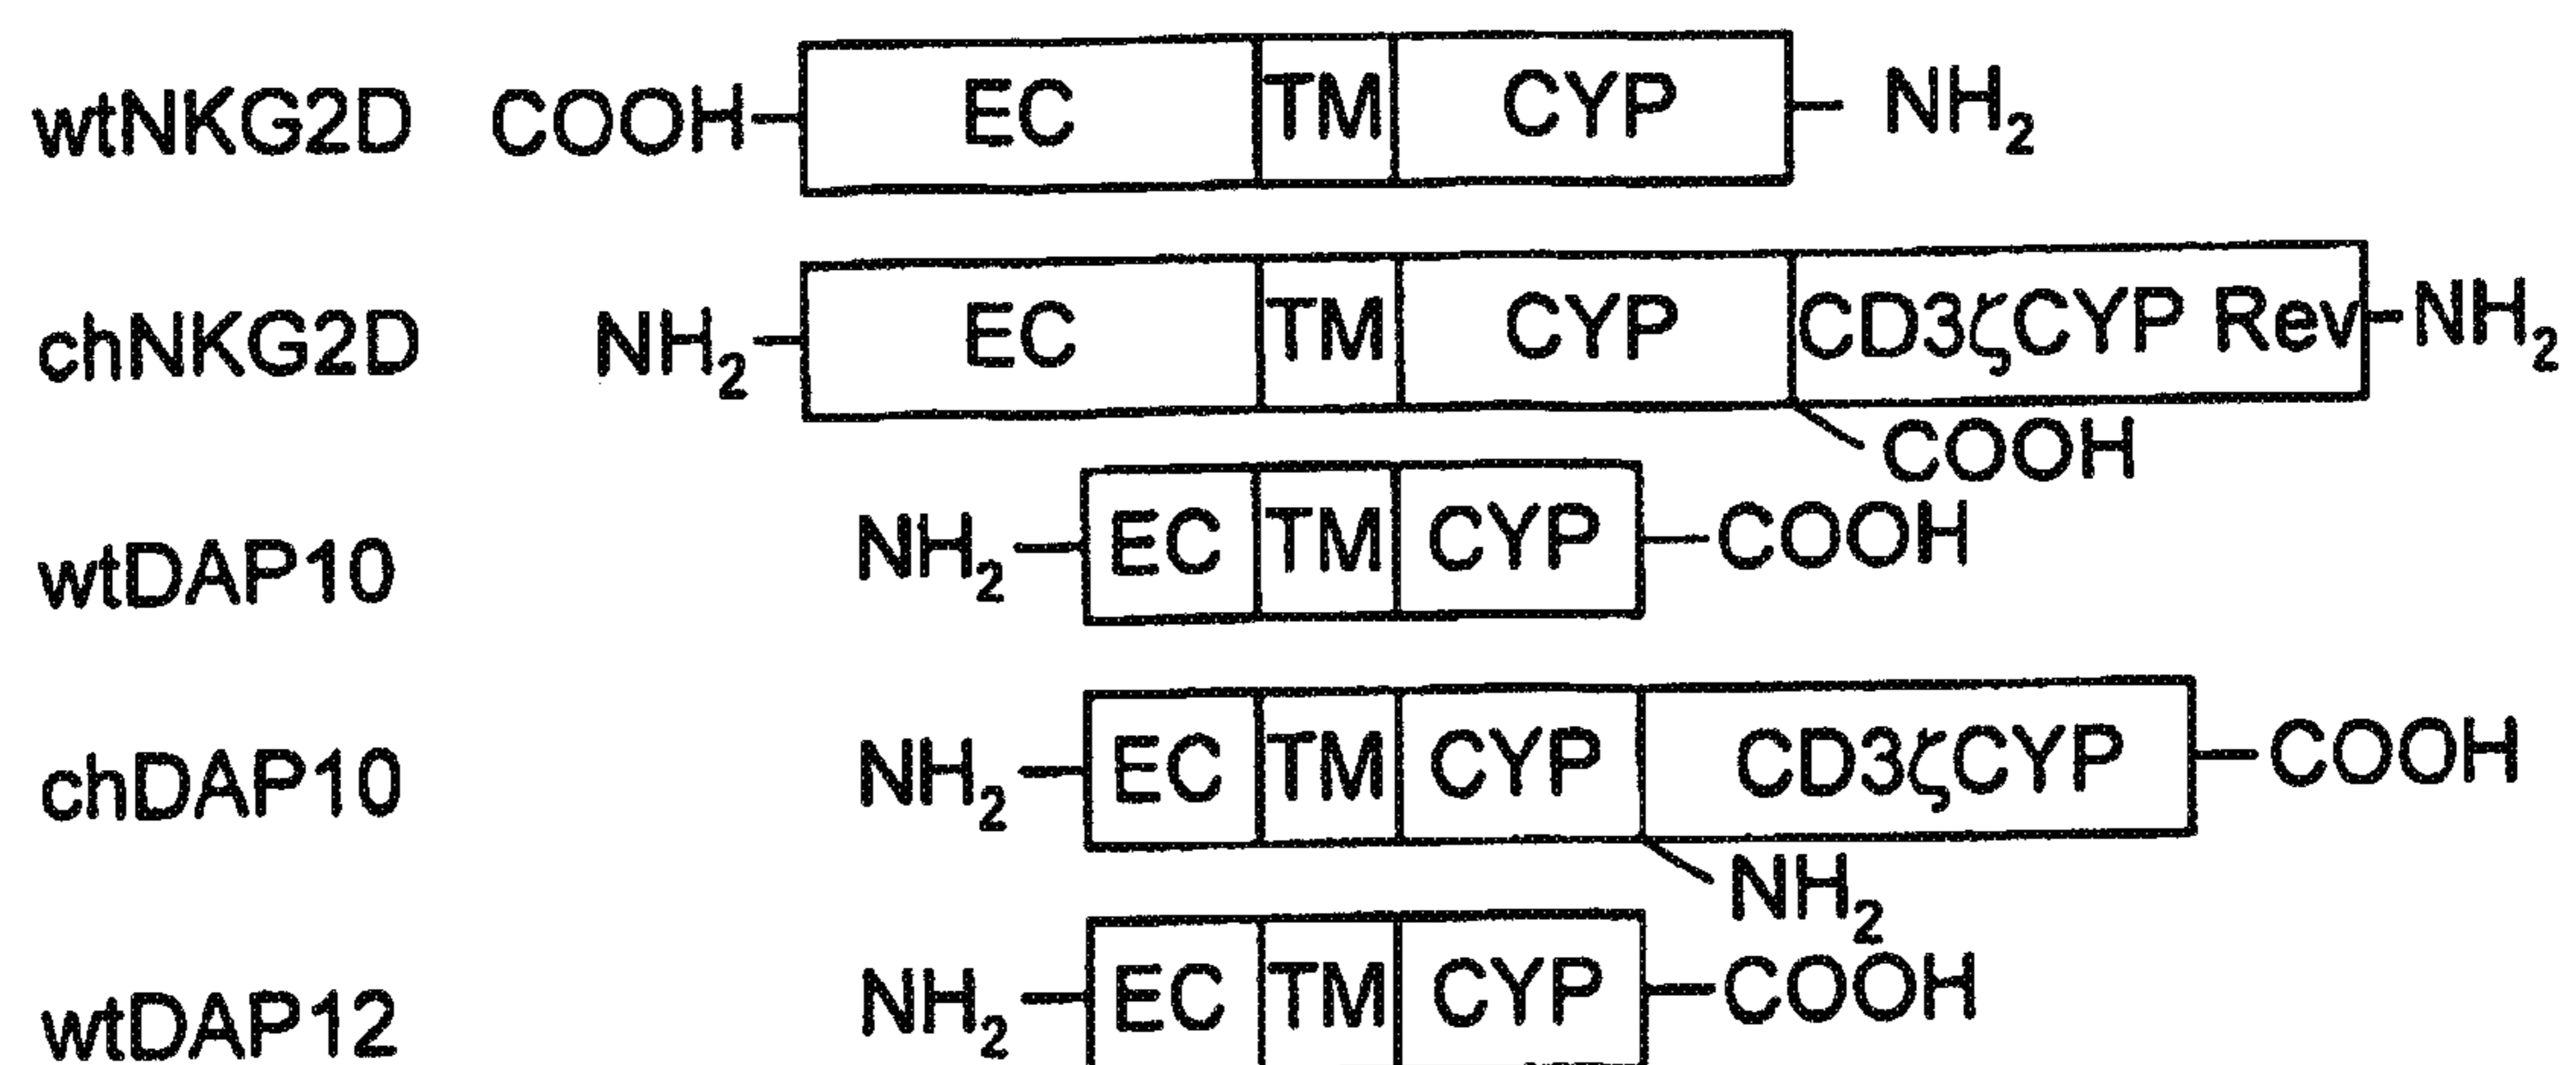 wtNKG2D COOH EC TM CYP NH₂
chNKG2D NH₂ EC TM CYP CD3ζCYP Rev NH₂
COOH
wtDAP10 NH₂ EC TM CYP COOH
chDAP10 NH₂ EC TM CYP CD3ζCYP COOH
NH₂
wtDAP12 NH₂ EC TM CYP COOH